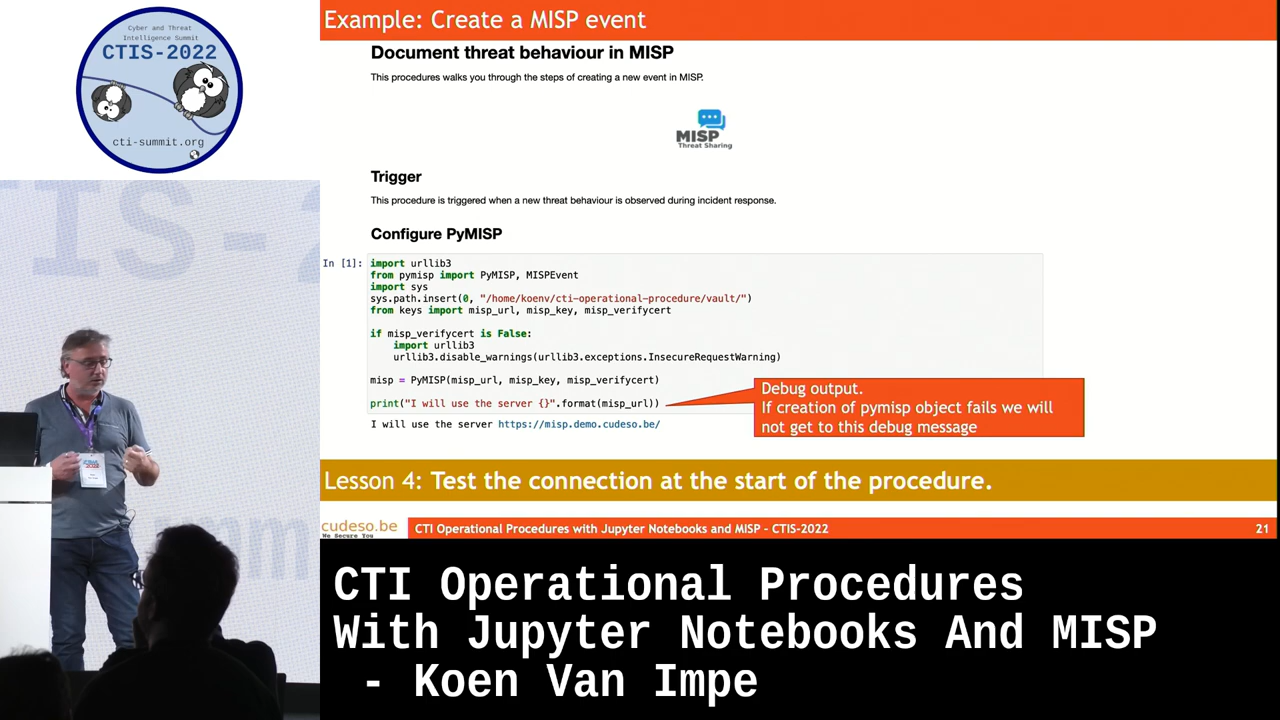 Cyber and Threat
Intelligence Summit
CTIS-2022
cti-summit.org
Example: Create a MISP event
Document threat behaviour in MISP
This procedures walks you through the steps of creating a new event in MISP.
MISP
Threat Sharing
Trigger
This procedure is triggered when a new threat behaviour is observed during incident response.
Configure PyMISP
In [1]:
import urllib3
from pymisp import PyMISP, MISPEvent
import sys
sys.path.insert(0, "/home/koenv/cti-operational-procedure/vault/")
from keys import misp_url, misp_key, misp_verifycert
if misp_verifycert is False:
    import urllib3
    urllib3.disable_warnings(urllib3.exceptions.InsecureRequestWarning)
misp = PyMISP(misp_url, misp_key, misp_verifycert)
print("I will use the server {}".format(misp_url))
I will use the server https://misp.demo.cudeso.be/
Debug output.
If creation of pymisp object fails we will
not get to this debug message
Lesson 4: Test the connection at the start of the procedure.
cudeso.be
We Secure You
CTI Operational Procedures with Jupyter Notebooks and MISP - CTIS-2022
21
CTI Operational Procedures
With Jupyter Notebooks And MISP
- Koen Van Impe